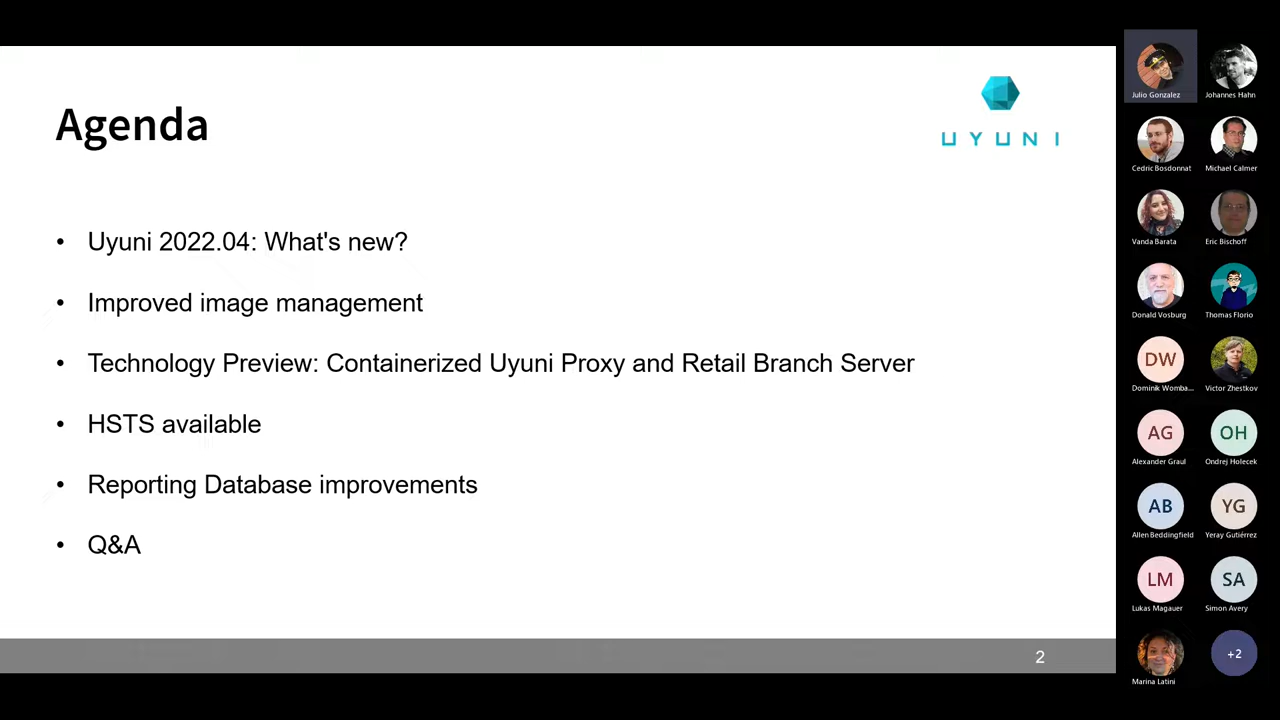 Agenda
UYUNI
• Uyuni 2022.04: What's new?
• Improved image management
• Technology Preview: Containerized Uyuni Proxy and Retail Branch Server
• HSTS available
• Reporting Database improvements
• Q&A
2
Julio Gonzalez
Johannes Hahn
Cedric Bosdonnat
Michael Calmer
Vanda Barata
Eric Bischoff
Donald Vosburg
Thomas Florio
DW
Dominik Womba...
Victor Zhestkov
AG
Alexander Graul
OH
Ondrej Holecek
AB
Allen Beddingfield
YG
Yeray Gutiérrez
LM
Lukas Magauer
SA
Simon Avery
Marina Latini
+2